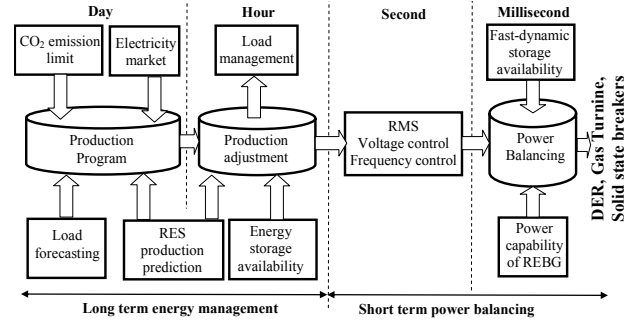 Day
Hour
Second
Millisecond
CO₂ emission
limit
Electricity
market
Load
management
Fast-dynamic
storage
availability
Production
Program
Production
adjustment
RMS
Voltage control
Frequency control
Power
Balancing
DER, Gas Turnine,
Solid state breakers
Load
forecasting
RES
production
prediction
Energy
storage
availability
Power
capability
of REBG
Long term energy management
Short term power balancing